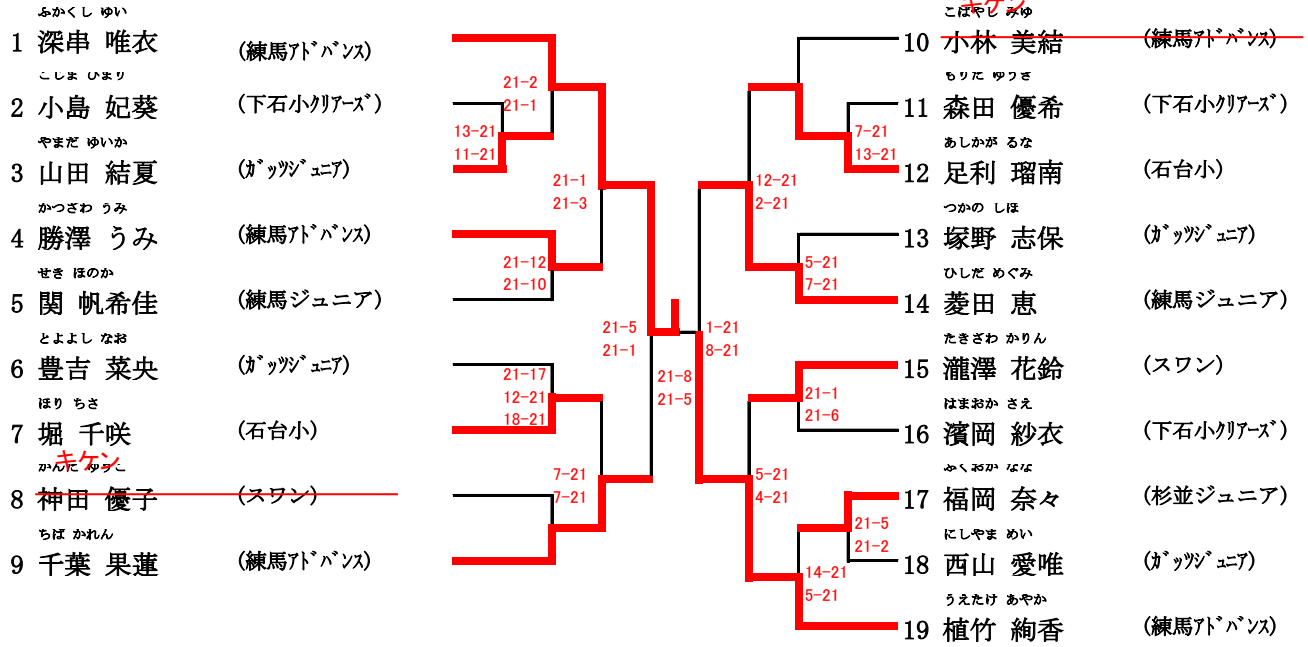 ふかくし ゆい
1 深串 唯衣 (練馬アドバンス)
こしま ひまり
2 小島 妃葵 (下石小クリアーズ)
やまだ ゆいか
3 山田 結夏 (ガッツジュニア)
かつざわ うみ
4 勝澤 うみ (練馬アドバンス)
せき ほのか
5 関 帆希佳 (練馬ジュニア)
とよよし なお
6 豊吉 菜央 (ガッツジュニア)
ほり ちさ
7 堀 千咲 (石台小)
キケン
かんだ ゆうこ
8 神田 優子 (スワン)
ちば かれん
9 千葉 果蓮 (練馬アドバンス)
21-2
21-1
13-21
11-21
21-1
21-3
21-12
21-10
21-5
21-1
21-17
12-21
18-21
7-21
7-21
21-8
21-5
キケン
こばやし みゆ
10 小林 美結 (練馬アドバンス)
もりた ゆうき
11 森田 優希 (下石小クリアーズ)
あしかが るな
12 足利 瑠南 (石台小)
つかの しほ
13 塚野 志保 (ガッツジュニア)
ひしだ めぐみ
14 菱田 恵 (練馬ジュニア)
たきざわ かりん
15 瀧澤 花鈴 (スワン)
はまおか さえ
16 濱岡 紗衣 (下石小クリアーズ)
ふくおか なな
17 福岡 奈々 (杉並ジュニア)
にしやま めい
18 西山 愛唯 (ガッツジュニア)
うえたけ あやか
19 植竹 絢香 (練馬アドバンス)
7-21
13-21
12-21
2-21
5-21
7-21
1-21
8-21
21-1
21-6
5-21
4-21
21-5
21-2
14-21
5-21